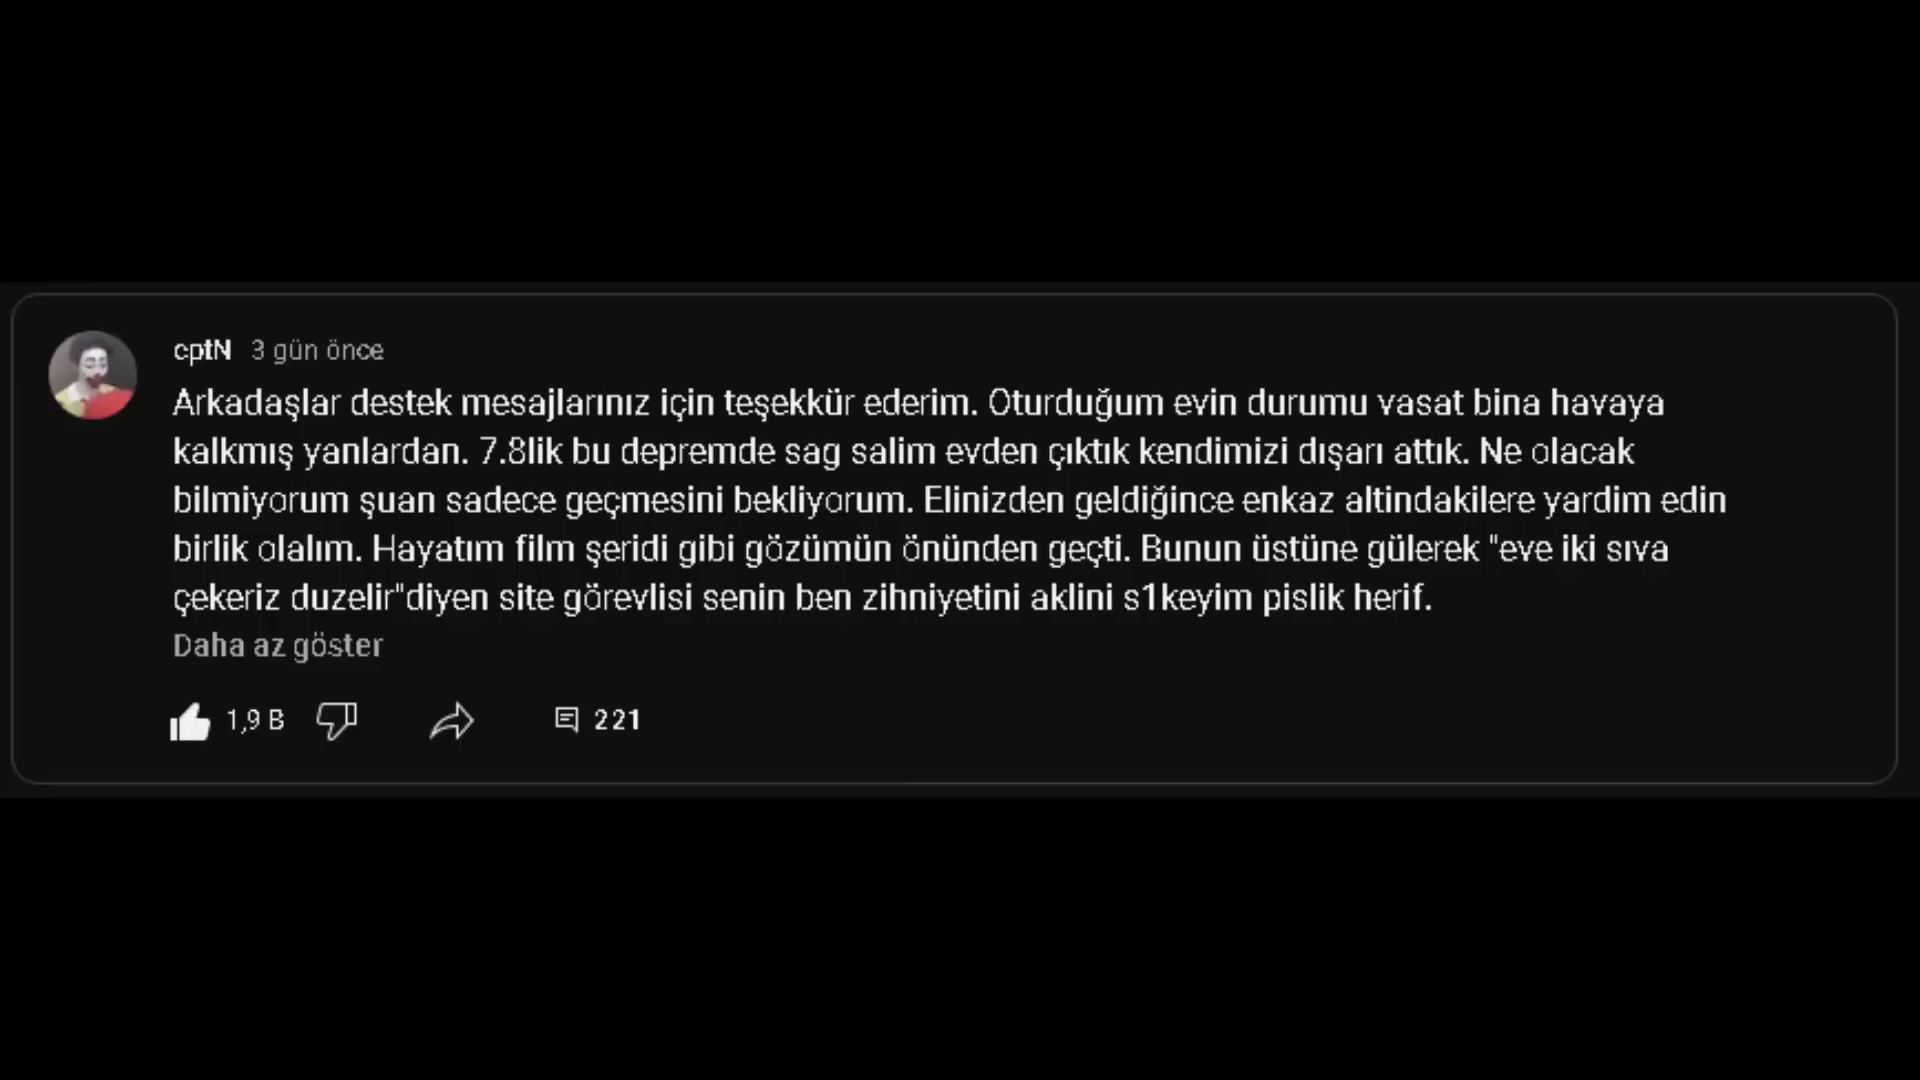 cptN 3 gün önce
Arkadaşlar destek mesajlarınız için teşekkür ederim. Oturduğum evin durumu vasat bina havaya
kalkmış yanlardan. 7.8lik bu depremde sag salim evden çıktık kendimizi dışarı attık. Ne olacak
bilmiyorum şuan sadece geçmesini bekliyorum. Elinizden geldiğince enkaz altindakilere yardim edin
birlik olalım. Hayatım film şeridi gibi gözümün önünden geçti. Bunun üstüne gülerek "eve iki sıva
çekeriz duzelir"diyen site görevlisi senin ben zihniyetini aklini s1keyim pislik herif.
Daha az göster
1,9 B 221